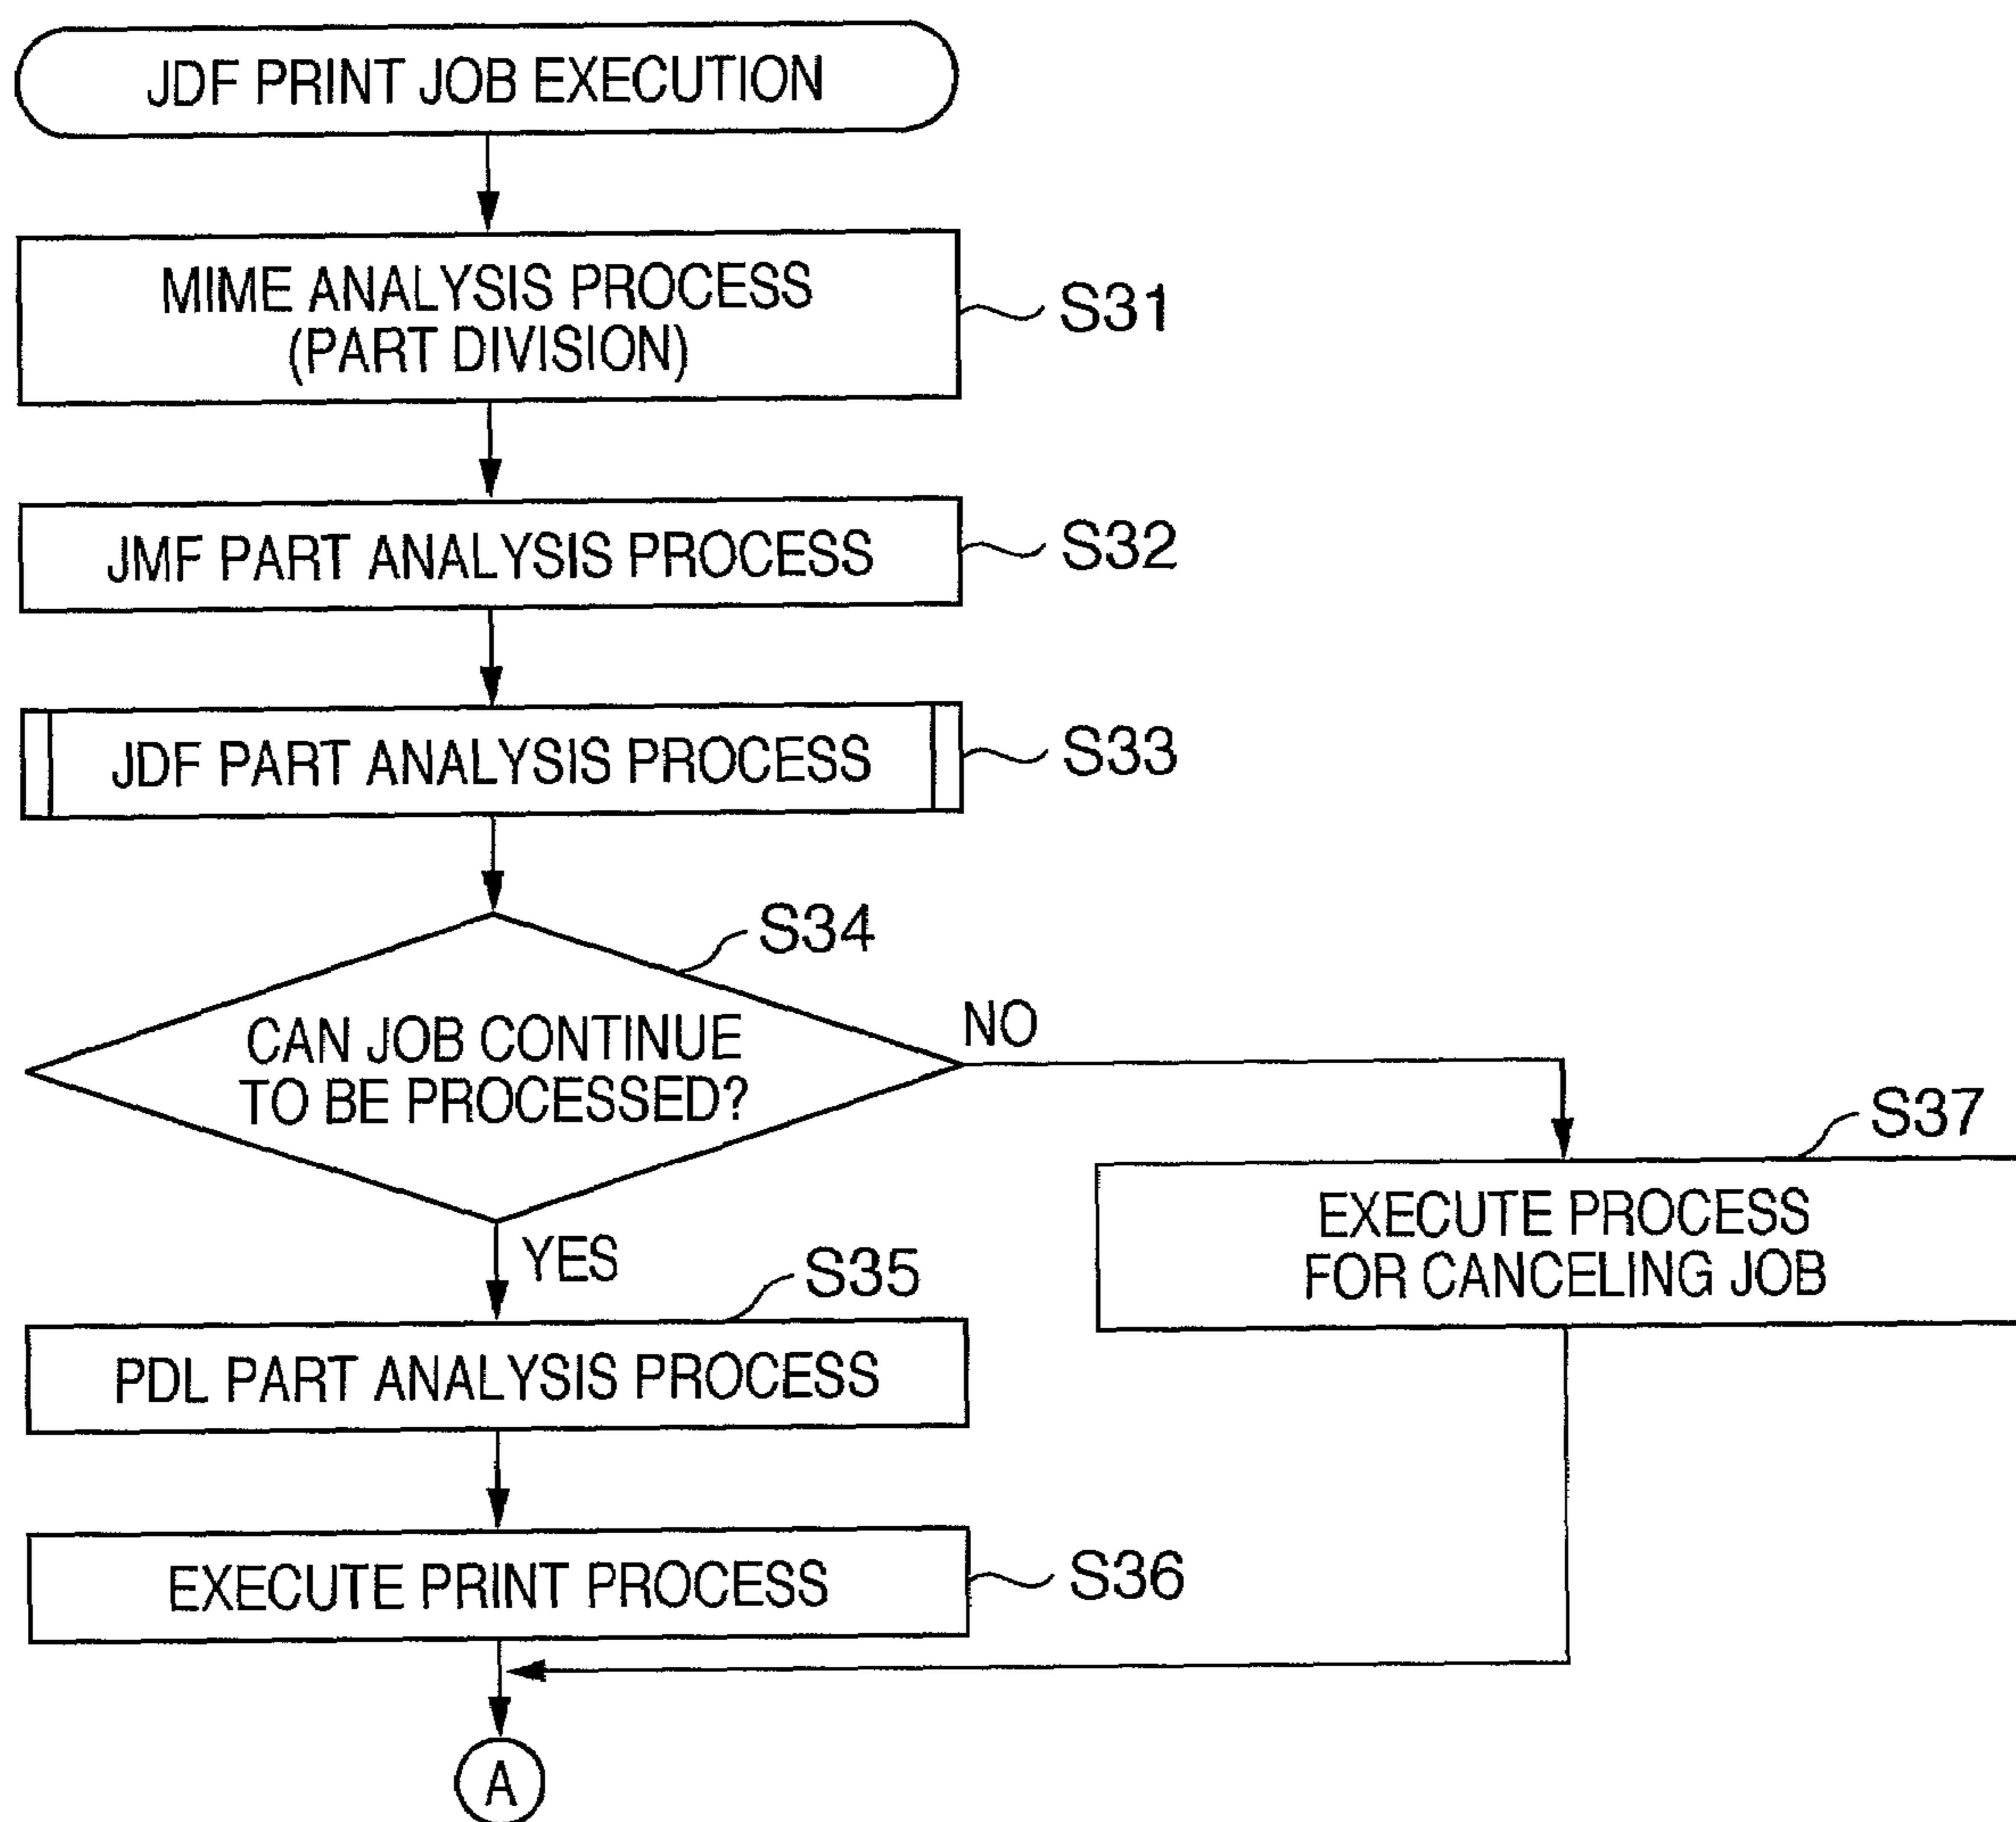 JDF PRINT JOB EXECUTION
MIME ANALYSIS PROCESS
(PART DIVISION)
S31
JMF PART ANALYSIS PROCESS
S32
JDF PART ANALYSIS PROCESS
S33
S34
CAN JOB CONTINUE
TO BE PROCESSED?
NO
YES
S37
EXECUTE PROCESS
FOR CANCELING JOB
S35
PDL PART ANALYSIS PROCESS
EXECUTE PRINT PROCESS
S36
A